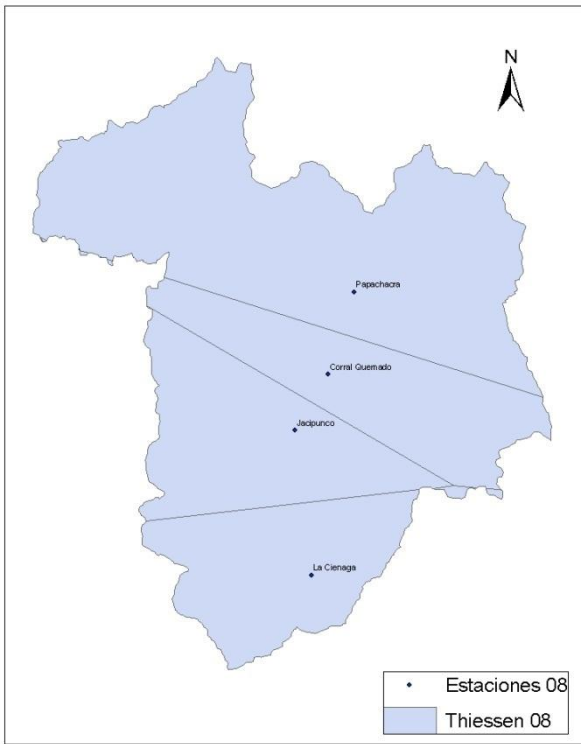 N
Papachacra
Corral Quemado
Jacipunco
La Cienaga
Estaciones 08
Thiessen 08